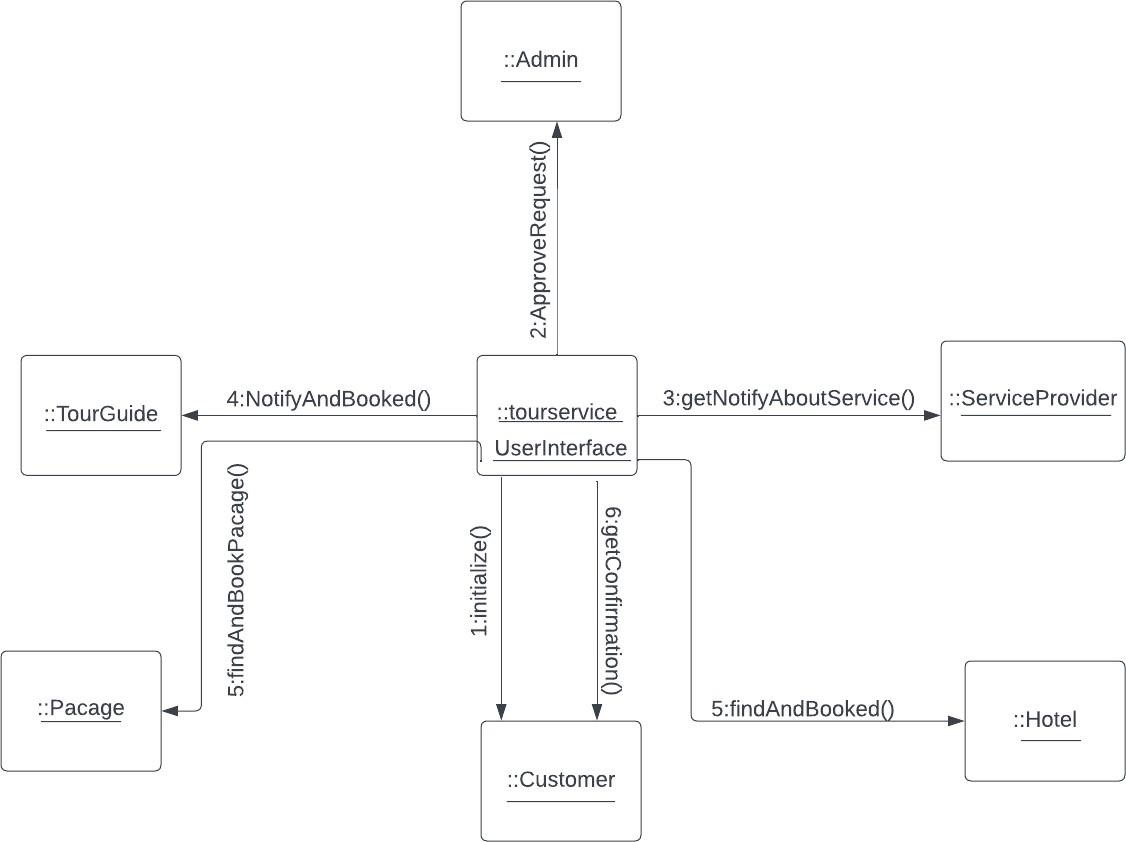 ::Admin
2:ApproveRequest()
::TourGuide
4:NotifyAndBooked()
::tourservice
UserInterface
3:getNotifyAboutService()
::ServiceProvider
5:findAndBookPacage()
1:initialize()
6:getConfirmation()
::Pacage
5:findAndBooked()
::Hotel
::Customer